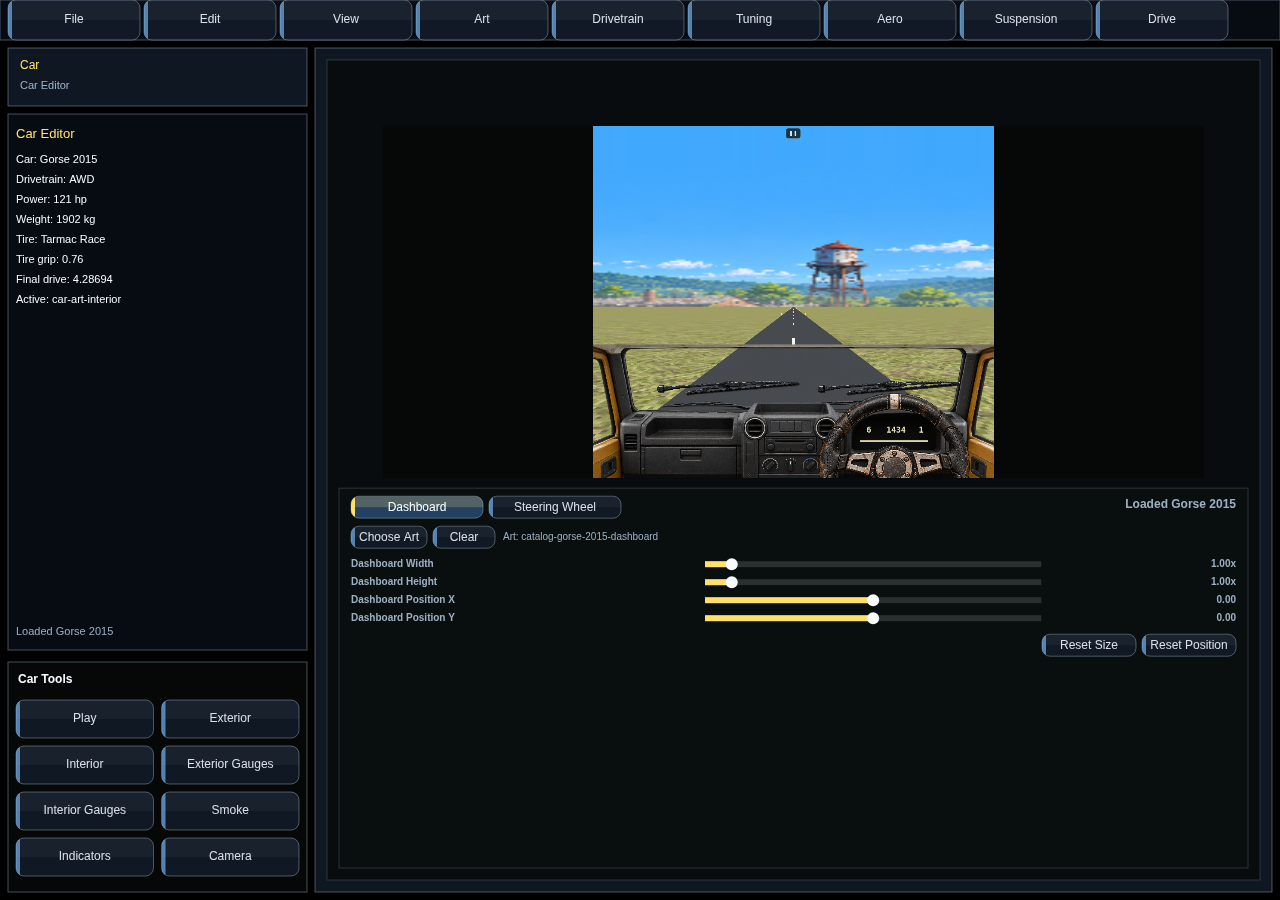 File Edit View Art Drivetrain Tuning Aero Suspension Drive
Car
Car Editor
Car Editor
Car: Gorse 2015
Drivetrain: AWD
Power: 121 hp
Weight: 1902 kg
Tire: Tarmac Race
Tire grip: 0.76
Final drive: 4.28694
Active: car-art-interior
Loaded Gorse 2015
Car Tools
Play Exterior
Interior Exterior Gauges
Interior Gauges Smoke
Indicators Camera
6 1434 1
Dashboard Steering Wheel Loaded Gorse 2015
Choose Art Clear Art: catalog-gorse-2015-dashboard
Dashboard Width 1.00x
Dashboard Height 1.00x
Dashboard Position X 0.00
Dashboard Position Y 0.00
Reset Size Reset Position